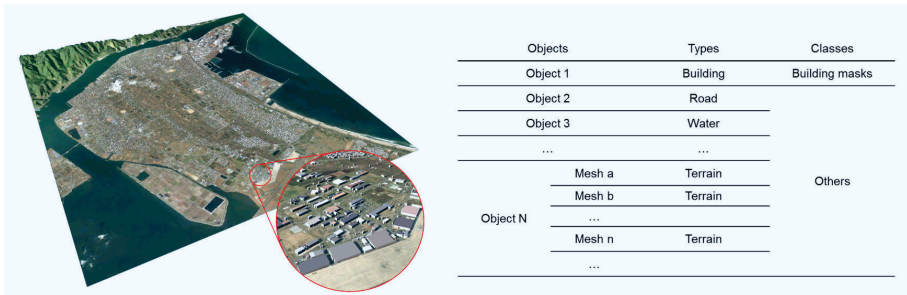 Objects Types Classes
Object 1 Building Building masks
Object 2 Road
Object 3 Water
... ...
Others
Mesh a Terrain
Mesh b Terrain
Object N
...
Mesh n Terrain
...